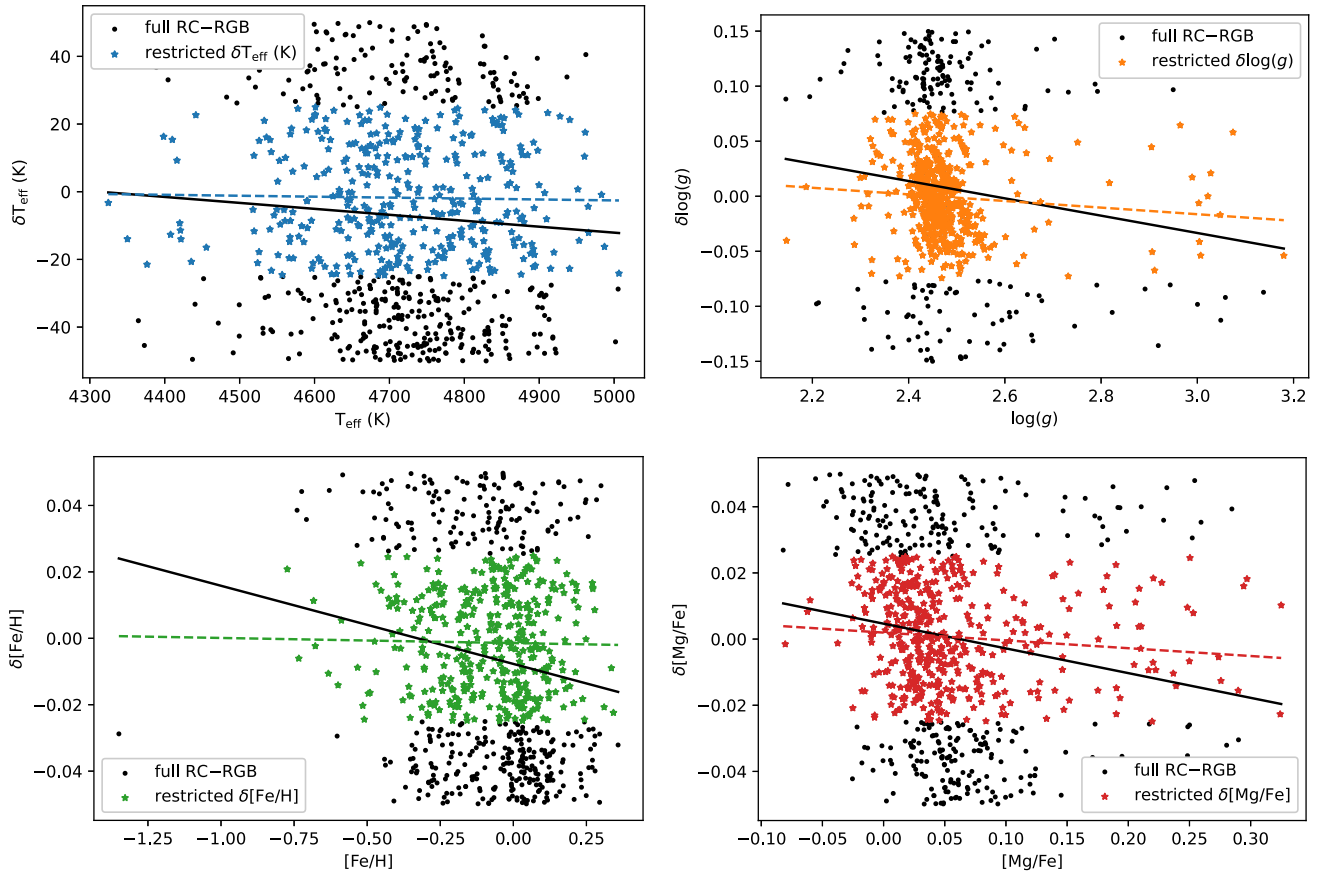 full RC−RGB
restricted δT_eff (K)
δT_eff (K)
40
20
0
−20
−40
4300 4400 4500 4600 4700 4800 4900 5000
T_eff (K)
full RC−RGB
restricted δlog(g)
δlog(g)
0.15
0.10
0.05
0.00
−0.05
−0.10
−0.15
2.2 2.4 2.6 2.8 3.0 3.2
log(g)
δ[Fe/H]
0.04
0.02
0.00
−0.02
−0.04
full RC−RGB
restricted δ[Fe/H]
−1.25 −1.00 −0.75 −0.50 −0.25 0.00 0.25
[Fe/H]
δ[Mg/Fe]
0.04
0.02
0.00
−0.02
−0.04
full RC−RGB
restricted δ[Mg/Fe]
−0.10 −0.05 0.00 0.05 0.10 0.15 0.20 0.25 0.30
[Mg/Fe]